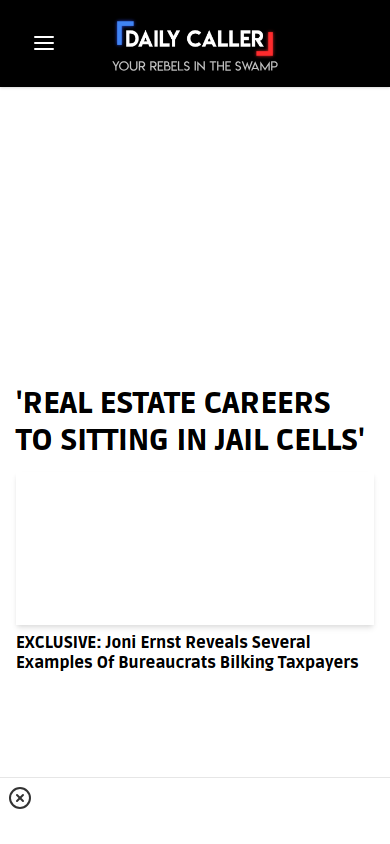 DAILY CALLER
YOUR REBELS IN THE SWAMP
'REAL ESTATE CAREERS
TO SITTING IN JAIL CELLS'
EXCLUSIVE: Joni Ernst Reveals Several
Examples Of Bureaucrats Bilking Taxpayers